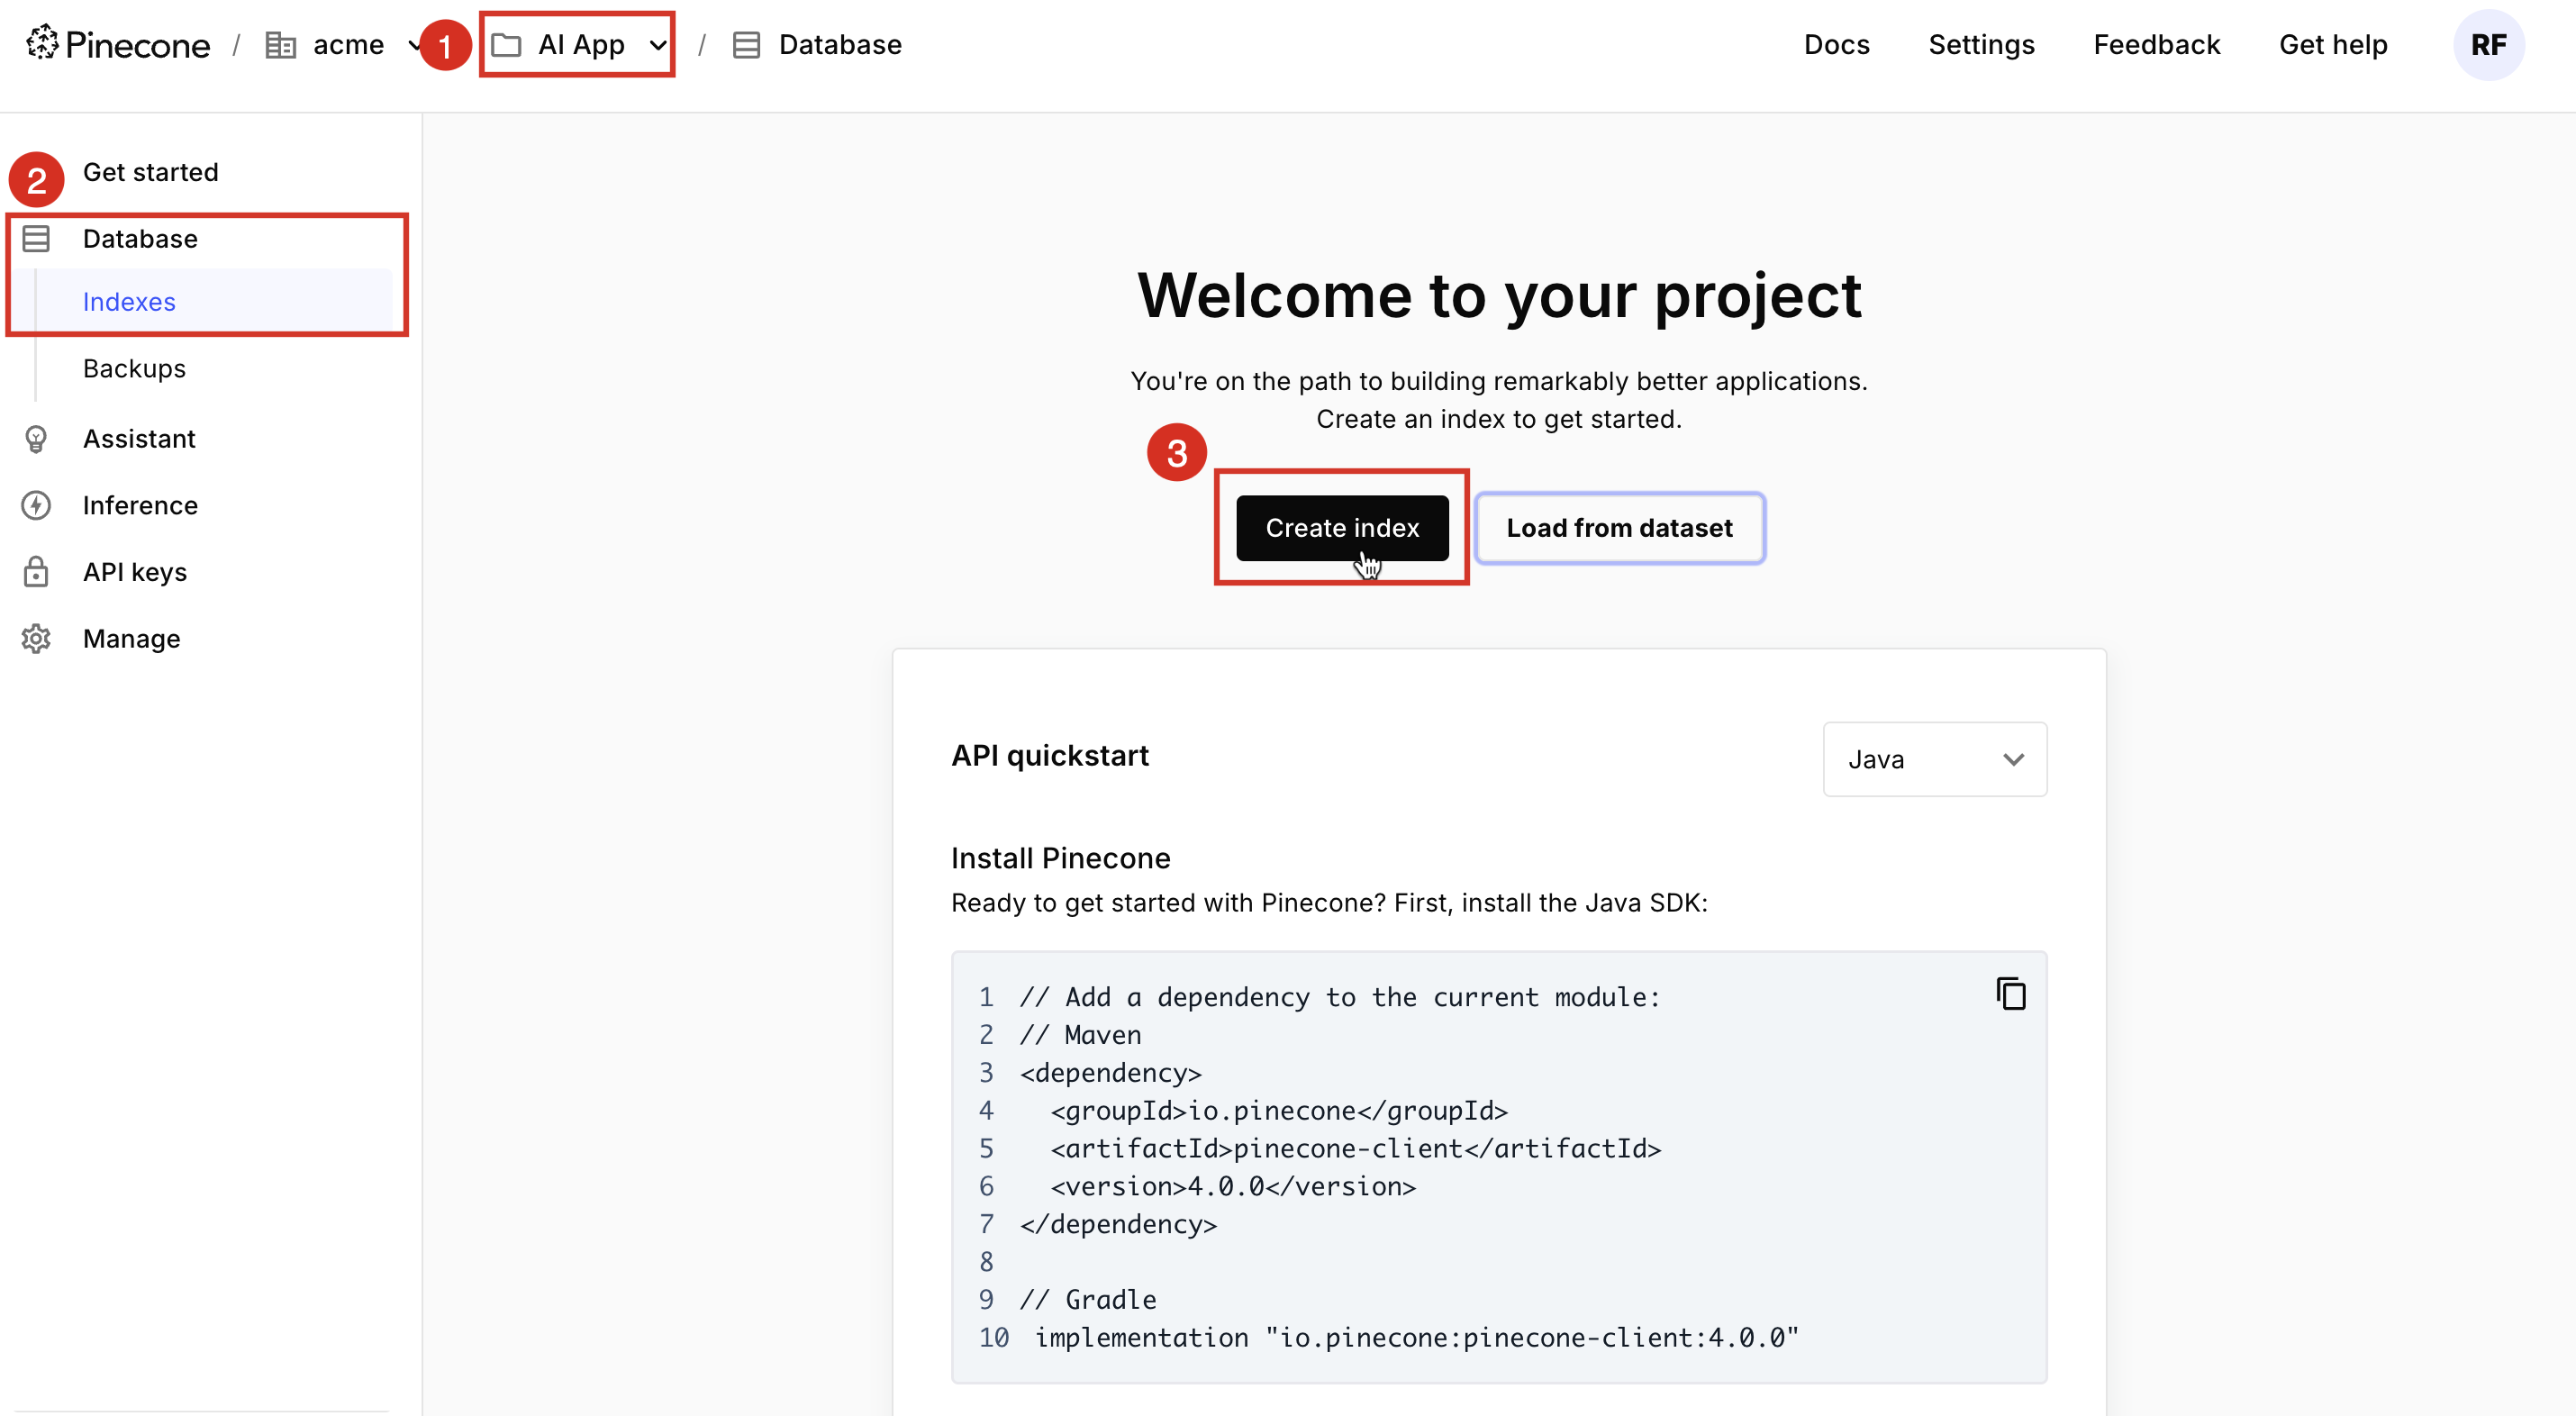 Pinecone / acme 1 AI App / Database Docs Settings Feedback Get help RF
2 Get started
Database
Indexes
Backups
Assistant
Inference
API keys
Manage
Welcome to your project
You're on the path to building remarkably better applications.
Create an index to get started.
3
Create index Load from dataset
API quickstart Java
Install Pinecone
Ready to get started with Pinecone? First, install the Java SDK:
1 // Add a dependency to the current module:
2 // Maven
3 <dependency>
4 <groupId>io.pinecone</groupId>
5 <artifactId>pinecone-client</artifactId>
6 <version>4.0.0</version>
7 </dependency>
8
9 // Gradle
10 implementation "io.pinecone:pinecone-client:4.0.0"